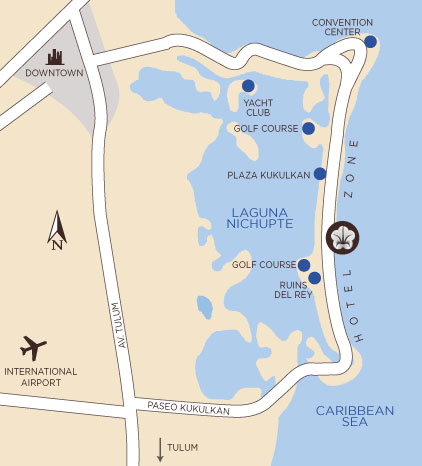 CONVENTION
CENTER
DOWNTOWN
YACHT
CLUB
GOLF COURSE
PLAZA KUKULKAN
HOTEL ZONE
LAGUNA
NICHUPTE
N
GOLF COURSE
RUINS
DEL REY
AV TULUM
INTERNATIONAL
AIRPORT
PASEO KUKULKAN
CARIBBEAN
SEA
TULUM